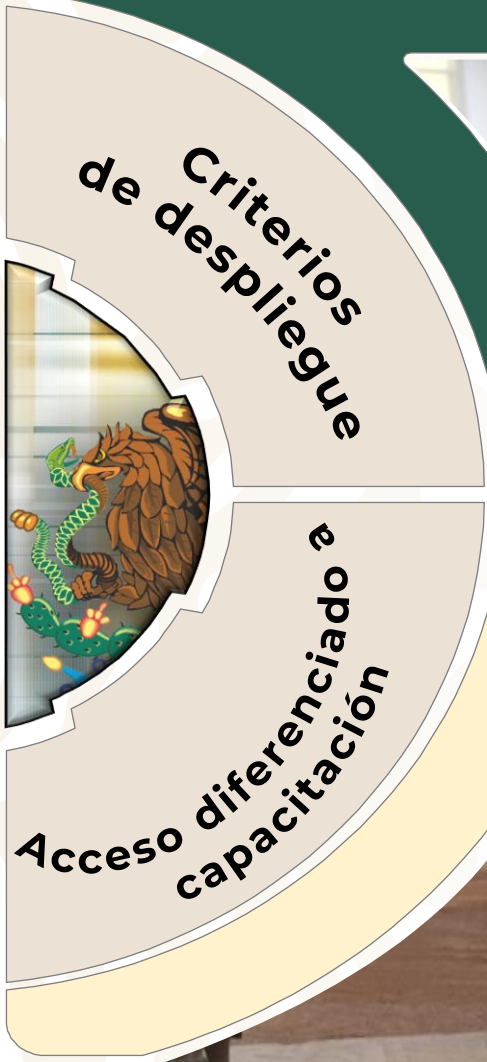 Criterios
de despliegue
Acceso diferenciado a
capacitación